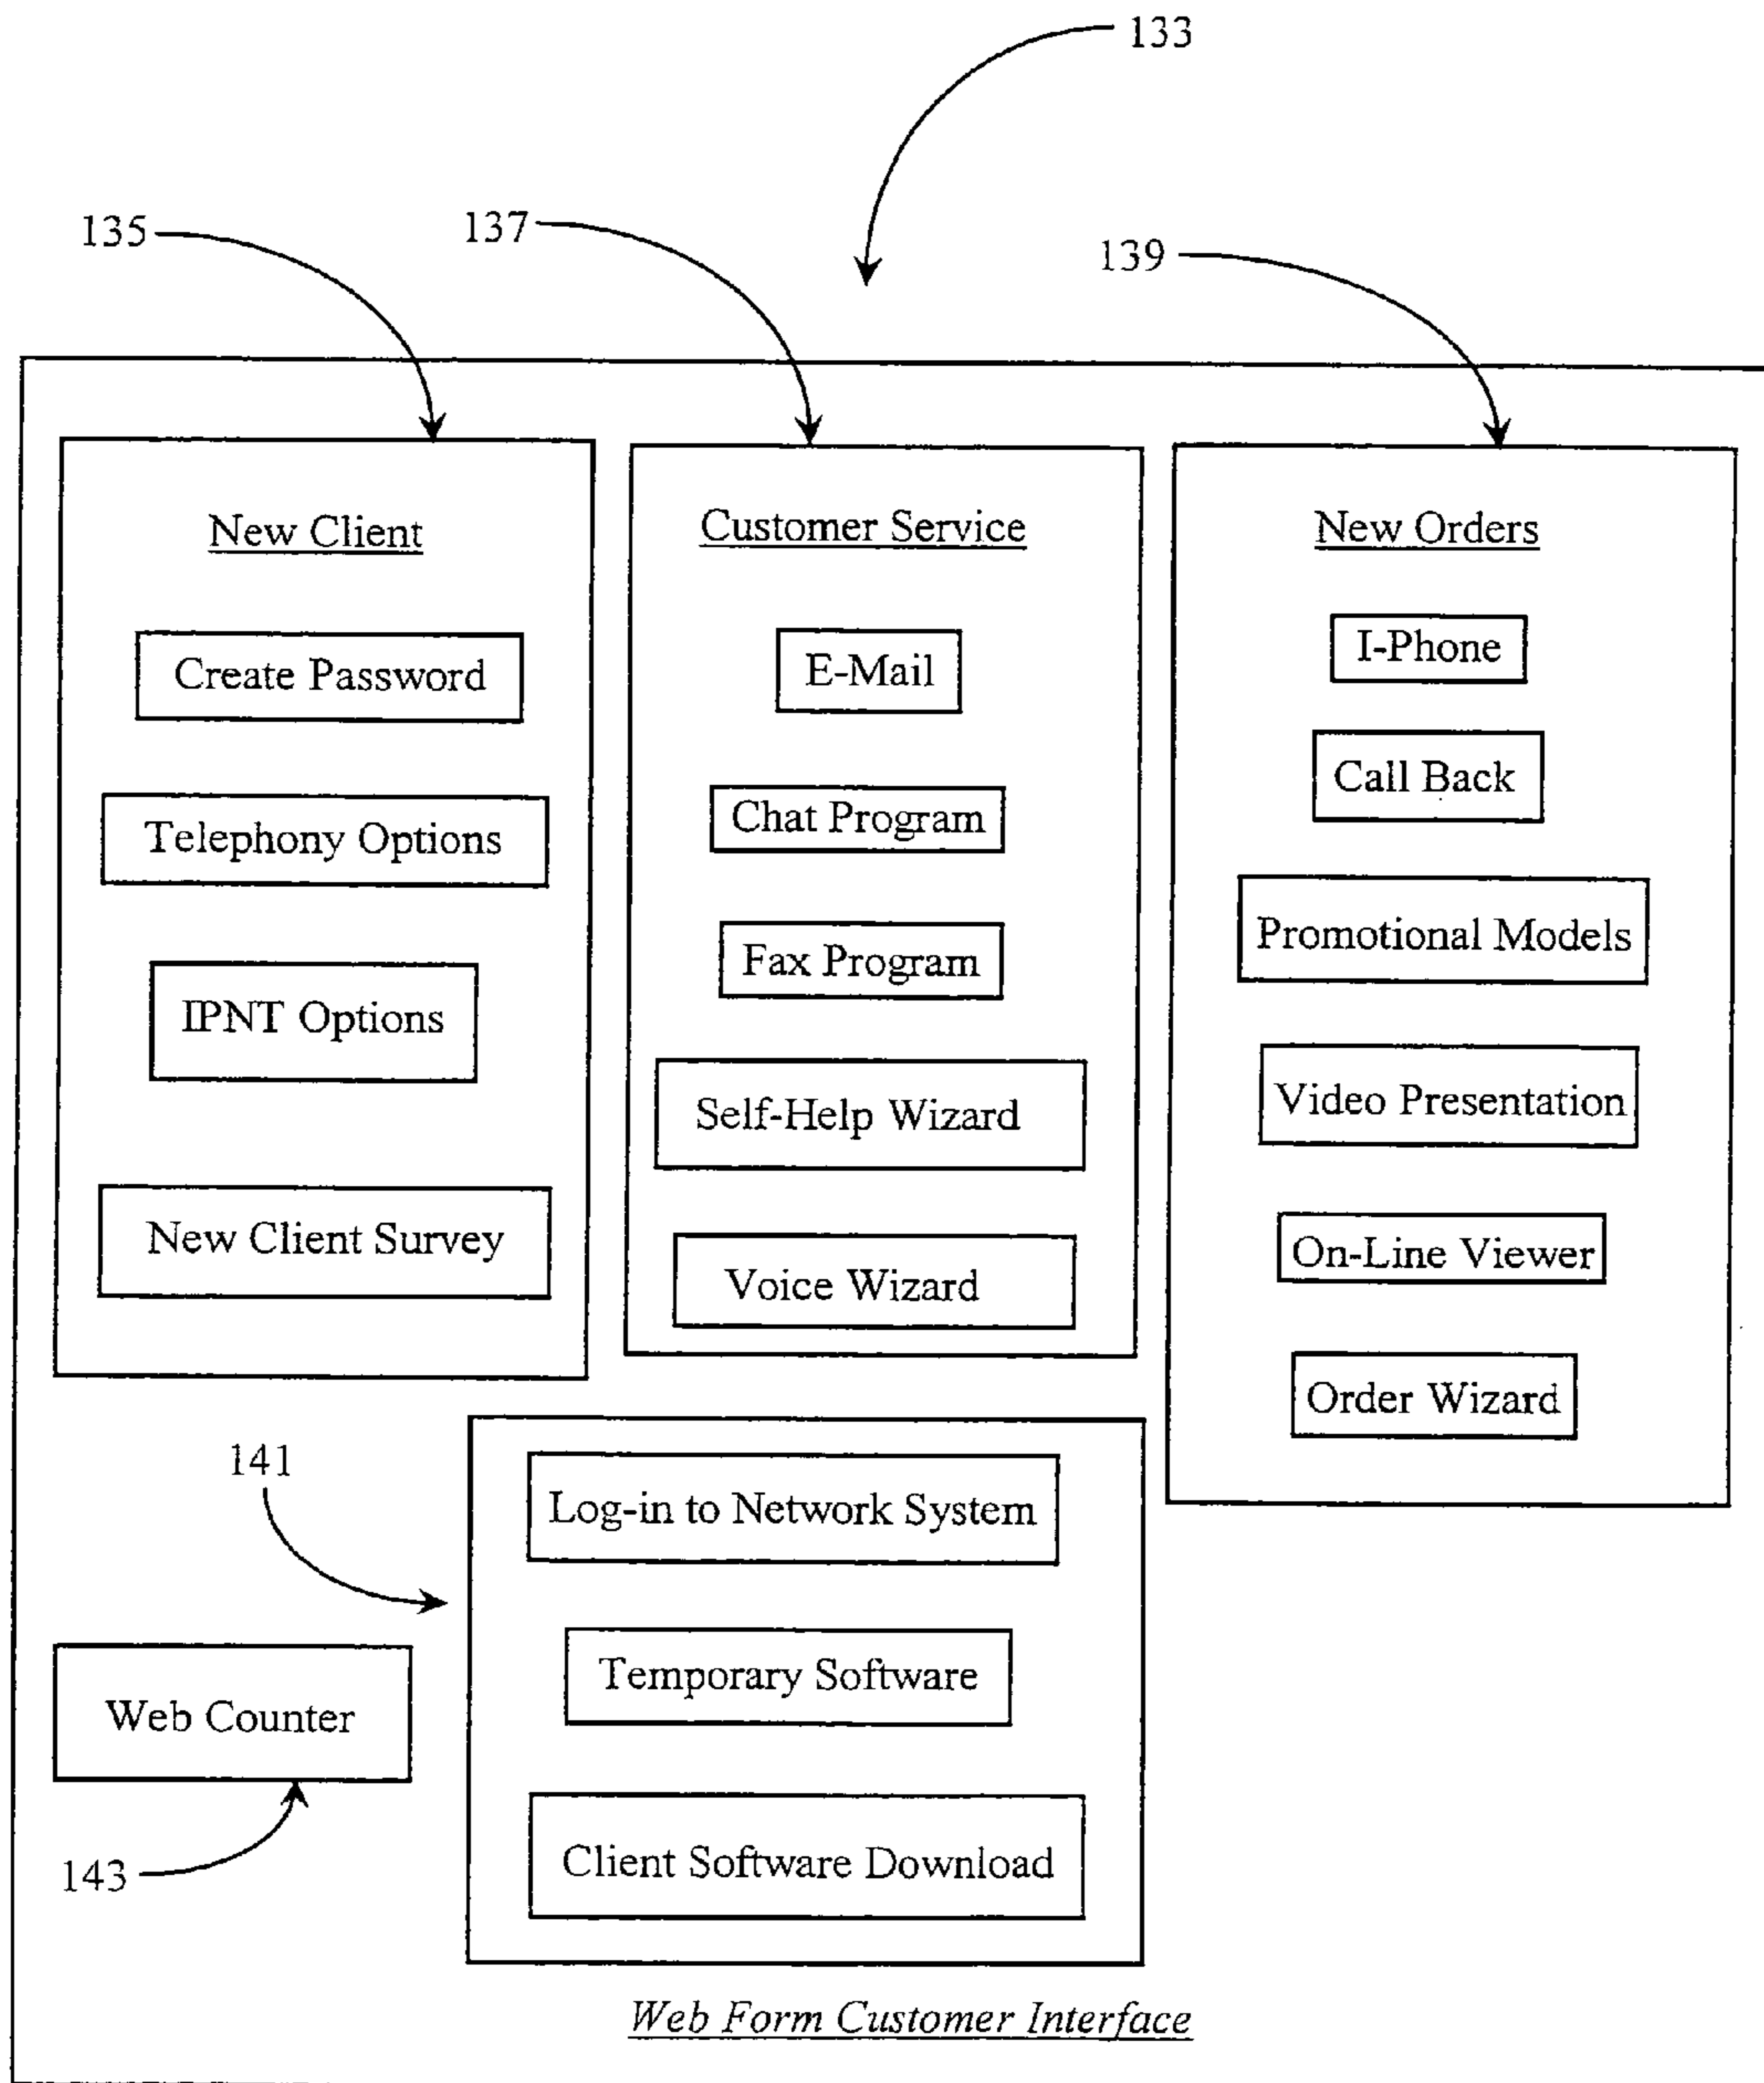 133
135
137
139
New Client
Create Password
Telephony Options
IPNT Options
New Client Survey
Customer Service
E-Mail
Chat Program
Fax Program
Self-Help Wizard
Voice Wizard
New Orders
I-Phone
Call Back
Promotional Models
Video Presentation
On-Line Viewer
Order Wizard
141
Log-in to Network System
Temporary Software
Client Software Download
Web Counter
143
Web Form Customer Interface